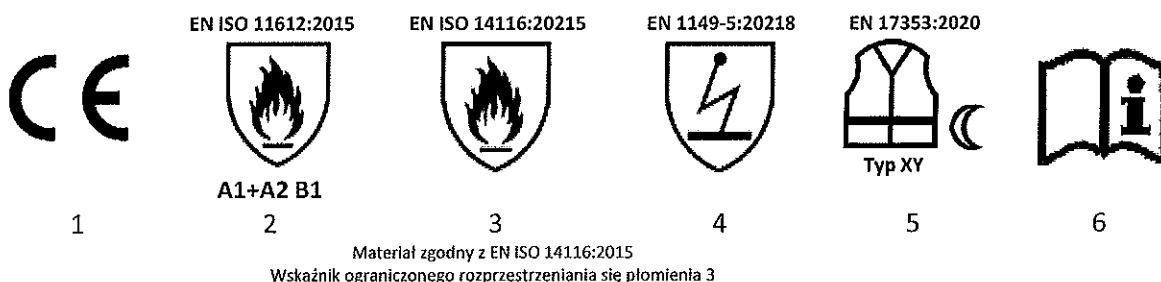 EN ISO 11612:2015 EN ISO 14116:20215 EN 1149-5:20218 EN 17353:2020
CE
i
A1+A2 B1
Typ XY
1 2 3 4 5 6
Materiał zgodny z EN ISO 14116:2015
Wskaźnik ograniczonego rozprzestrzeniania się płomienia 3